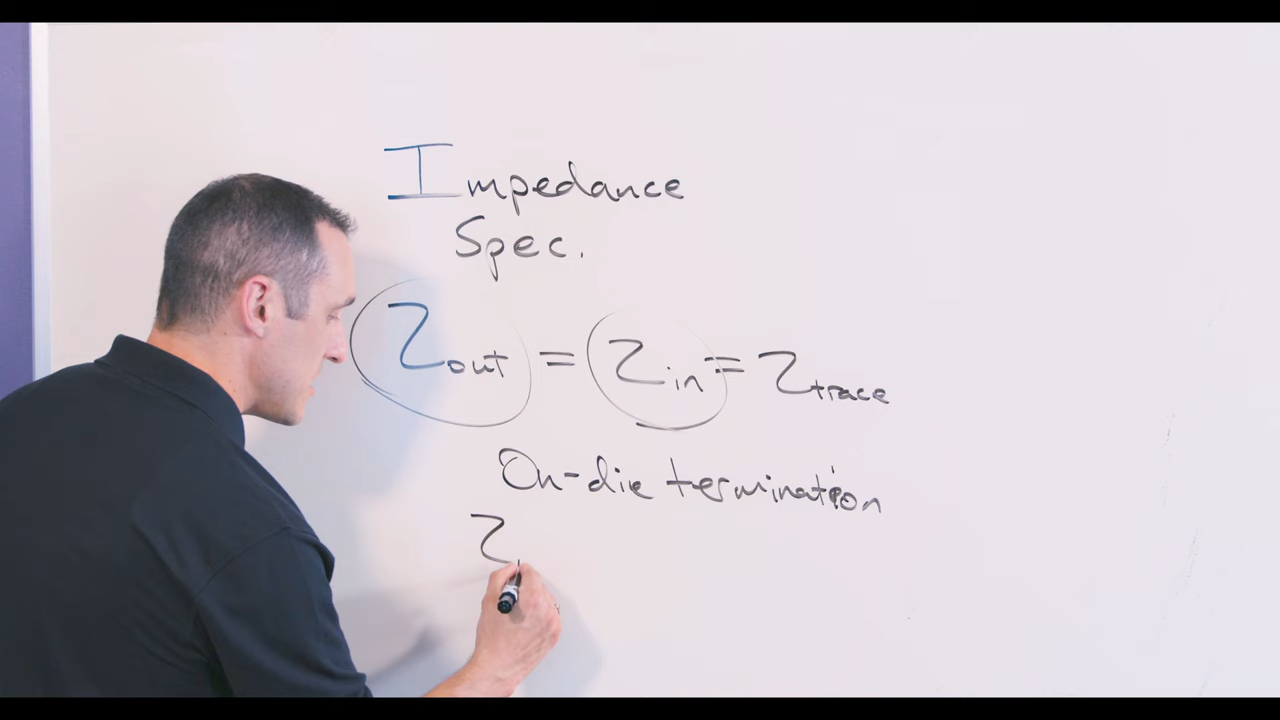 Impedance
Spec.
Zout = Zin = Ztrace
On-die termination
Z